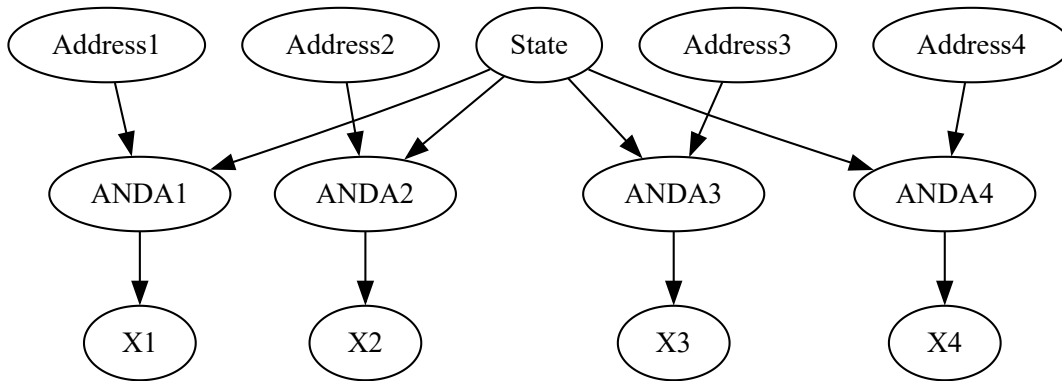 Address1
Address2
State
Address3
Address4
ANDA1
ANDA2
ANDA3
ANDA4
X1
X2
X3
X4